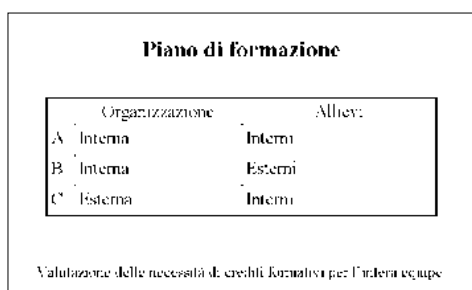 Piano di formazione
Organizzazione Allievi
A Interna Interni
B Interna Esterni
C Esterna Interni
Valutazione delle necessità di crediti formativi per l'intera equipe